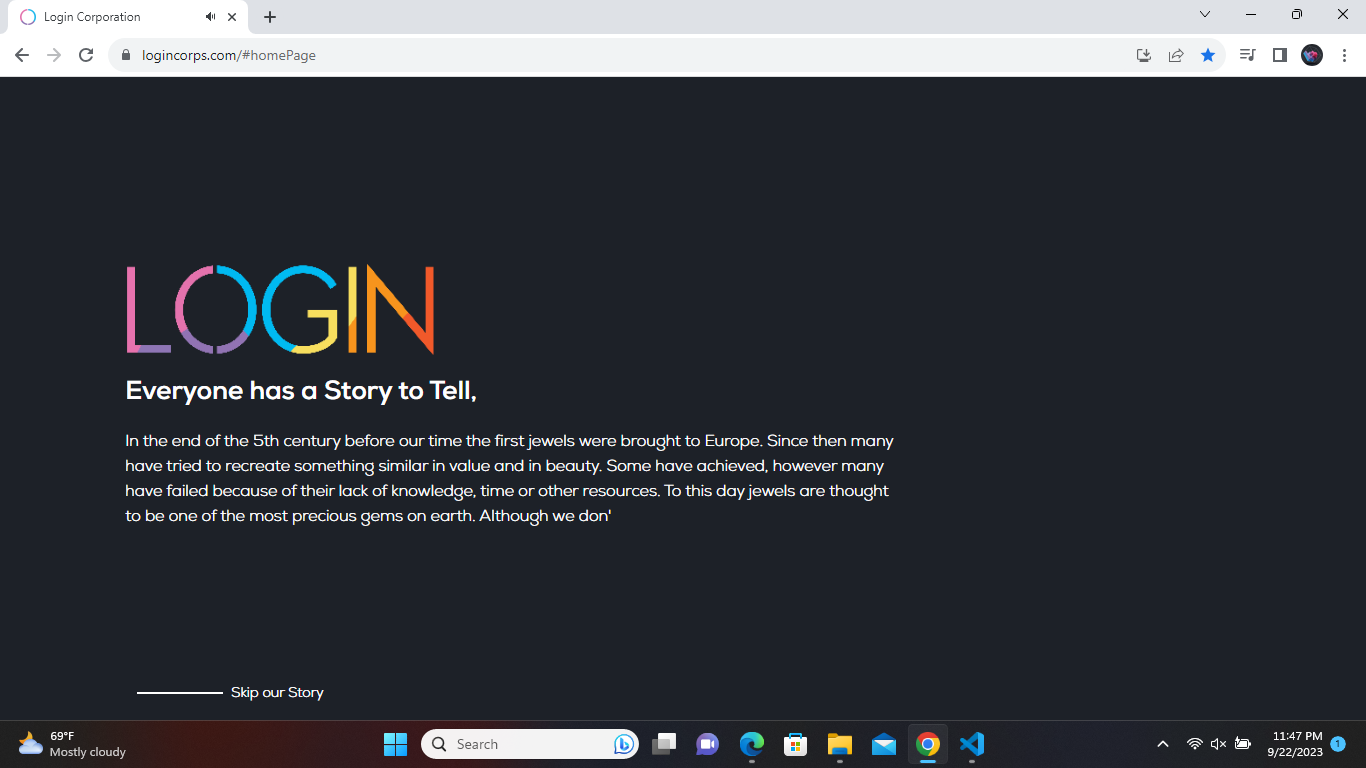 Login Corporation
logincorps.com/#homePage
LOGIN
Everyone has a Story to Tell,
In the end of the 5th century before our time the first jewels were brought to Europe. Since then many
have tried to recreate something similar in value and in beauty. Some have achieved, however many
have failed because of their lack of knowledge, time or other resources. To this day jewels are thought
to be one of the most precious gems on earth. Although we don'
Skip our Story
69°F
Mostly cloudy
Search
11:47 PM
9/22/2023
1